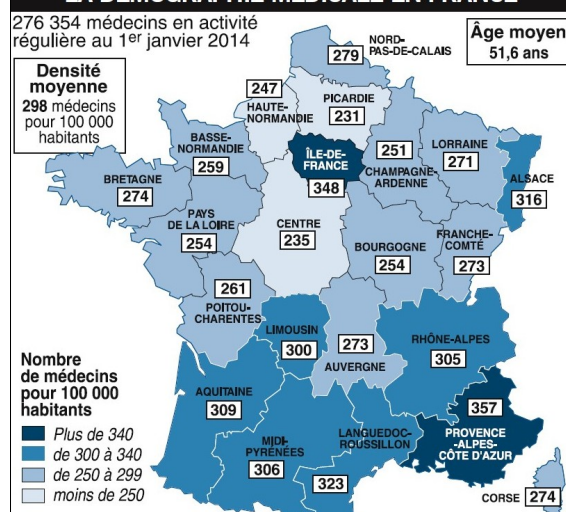 LA DÉMOGRAPHIE MÉDICALE EN FRANCE
276 354 médecins en activité
régulière au 1er janvier 2014
Âge moyen
51,6 ans
Densité
moyenne
298 médecins
pour 100 000
habitants
NORD-
PAS-DE-CALAIS
279
247
HAUTE-
NORMANDIE
PICARDIE
231
BASSE-
NORMANDIE
259
ÎLE-DE-
FRANCE
348
251
CHAMPAGNE-
ARDENNE
LORRAINE
271
ALSACE
316
BRETAGNE
274
PAYS
DE LA LOIRE
254
CENTRE
235
BOURGOGNE
254
FRANCHE-
COMTÉ
273
261
POITOU-
CHARENTES
LIMOUSIN
300
273
AUVERGNE
RHÔNE-ALPES
305
AQUITAINE
309
MIDI-
PYRÉNÉES
306
LANGUEDOC-
ROUSSILLON
323
357
PROVENCE
-ALPES-
CÔTE D'AZUR
CORSE
274
Nombre
de médecins
pour 100 000
habitants
Plus de 340
de 300 à 340
de 250 à 299
moins de 250